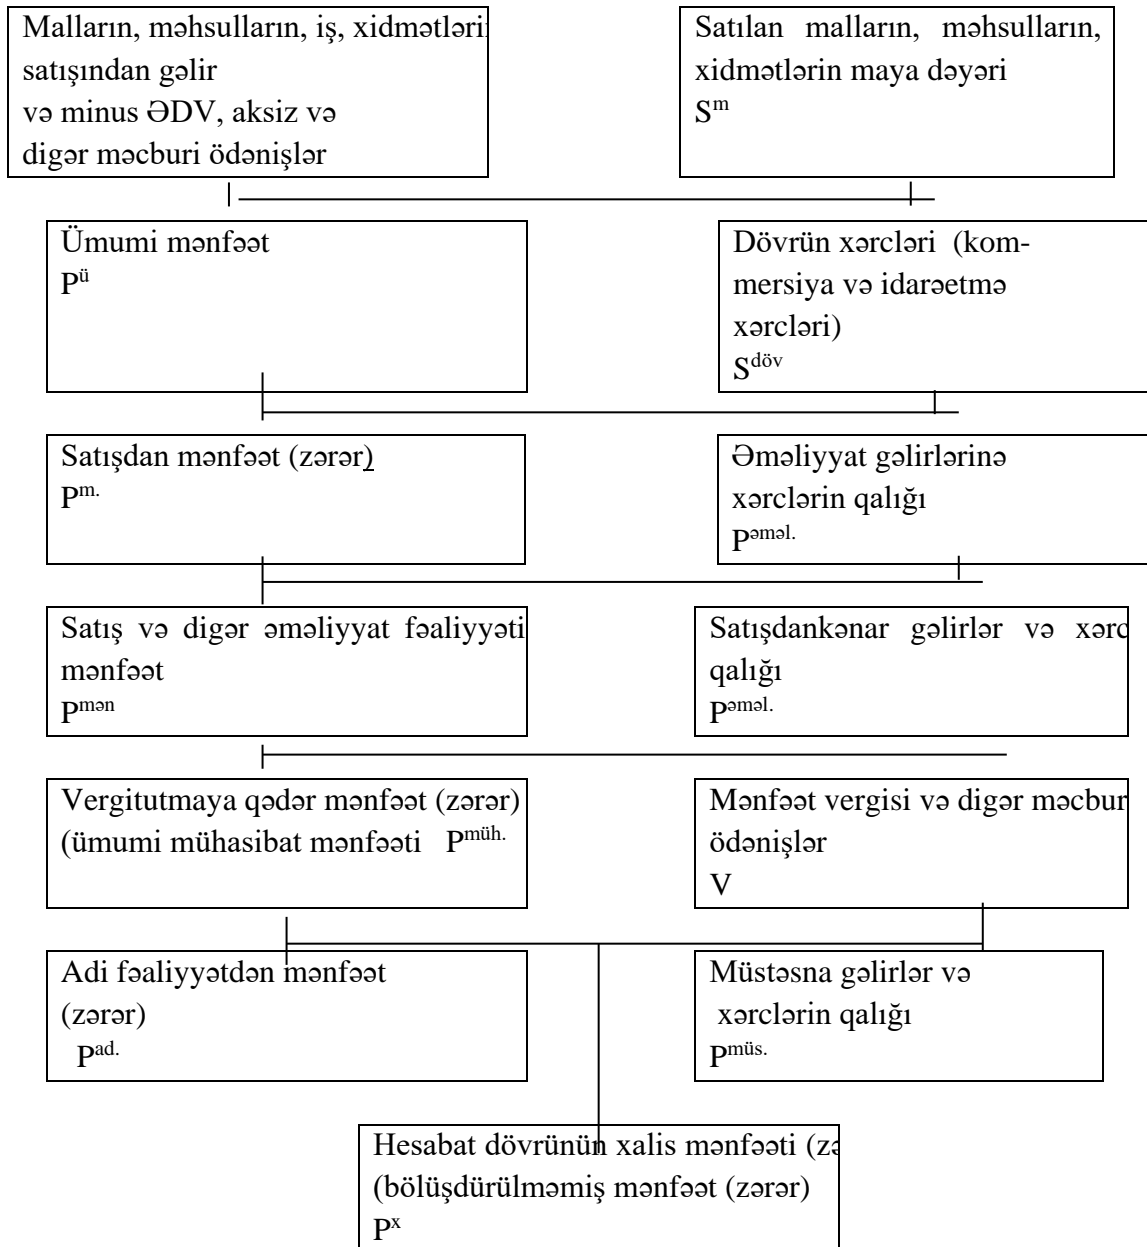 Malların, məhsulların, iş, xidmətləri
satışından gəlir
və minus ƏDV, aksiz və
digər məcburi ödənişlər
Satılan malların, məhsulların,
xidmətlərin maya dəyəri
Sᵐ
Ümumi mənfəət
Pᵘ̈
Dövrün xərcləri (kom-
mersiya və idarəetmə
xərcləri)
Sdöv
Satışdan mənfəət (zərər)
Pm.
Əməliyyat gəlirlərinə
xərclərin qalığı
Pəməl.
Satış və digər əməliyyat fəaliyyəti
mənfəət
Pmən
Satışdankənar gəlirlər və xərc
qalığı
Pəməl.
Vergitutmaya qədər mənfəət (zərər)
(ümumi mühasibat mənfəəti Pmüh.
Mənfəət vergisi və digər məcbur
ödənişlər
V
Adi fəaliyyətdən mənfəət
(zərər)
Pad.
Müstəsna gəlirlər və
xərclərin qalığı
Pmüs.
Hesabat dövrünün xalis mənfəəti (zə
(bölüşdürülməmiş mənfəət (zərər)
Pˣ